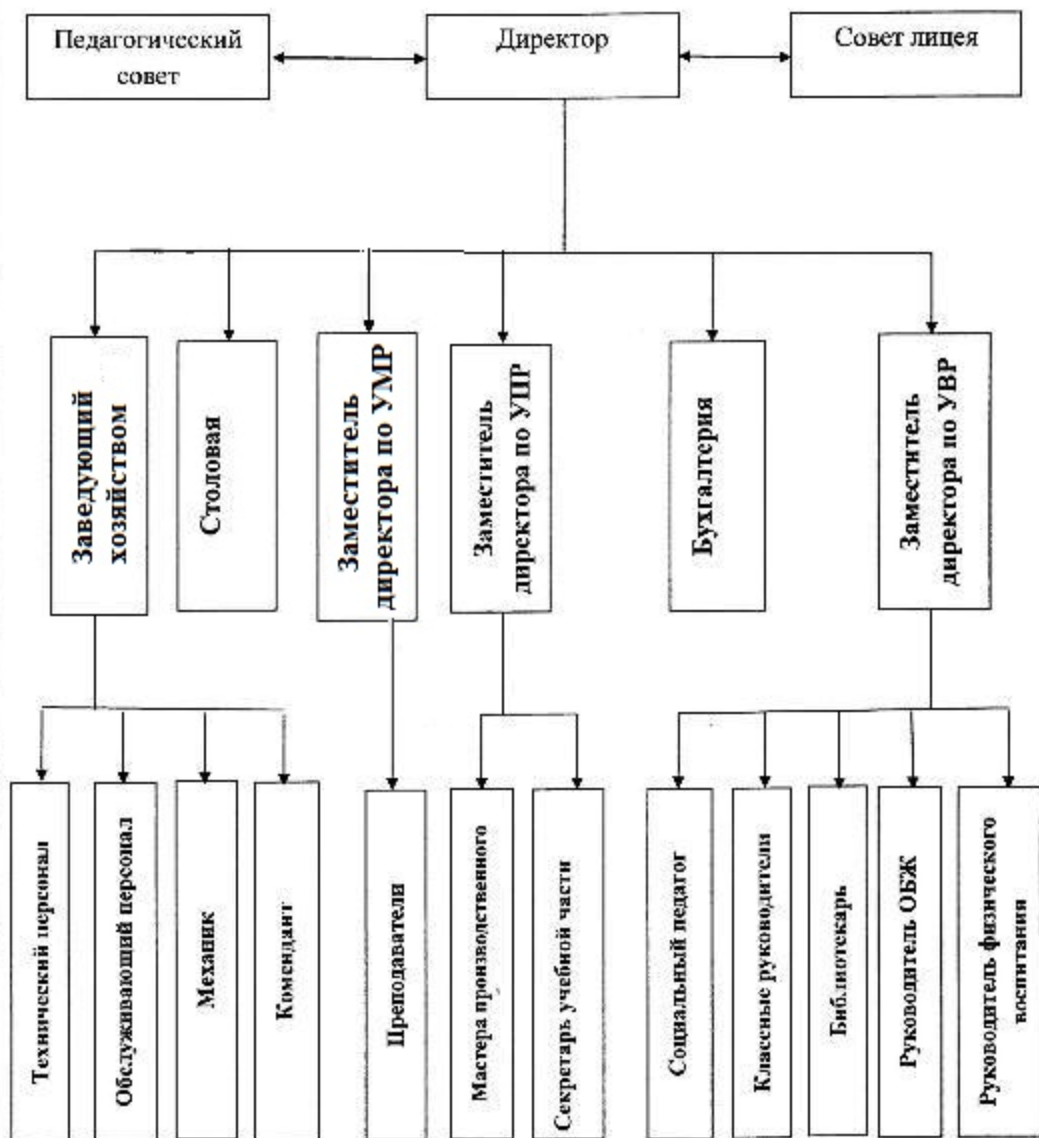 Педагогический
совет
Директор
Совет лицея
Заведующий
хозяйством
Столовая
Заместитель
директора по УМР
Заместитель
директора по УПР
Бухгалтерия
Заместитель
директора по УВР
Технический персонал
Обслуживающий персонал
Механик
Комендант
Преподаватели
Мастера производственного
Секретарь учебной части
Социальный педагог
Классные руководители
Библиотекарь
Руководитель ОБЖ
Руководитель физического
воспитания